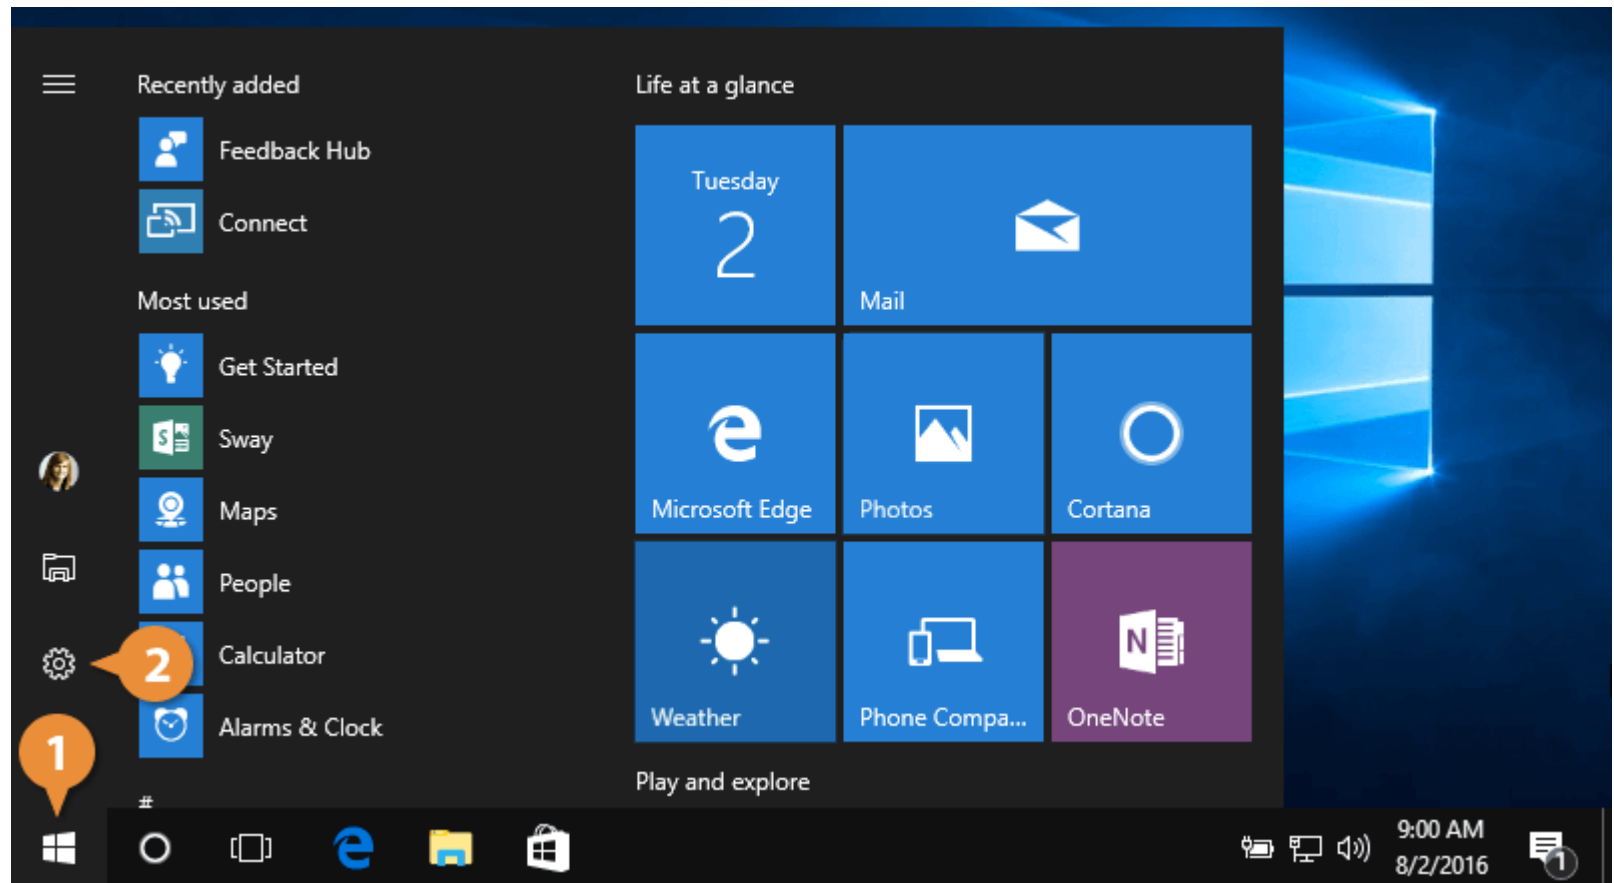 Recently added
Feedback Hub
Connect
Most used
Get Started
Sway
Maps
People
Calculator
Alarms & Clock
#
Life at a glance
Tuesday
2
Mail
Microsoft Edge
Photos
Cortana
Weather
Phone Compa...
N
OneNote
Play and explore
S
2
1
9:00 AM
8/2/2016
1